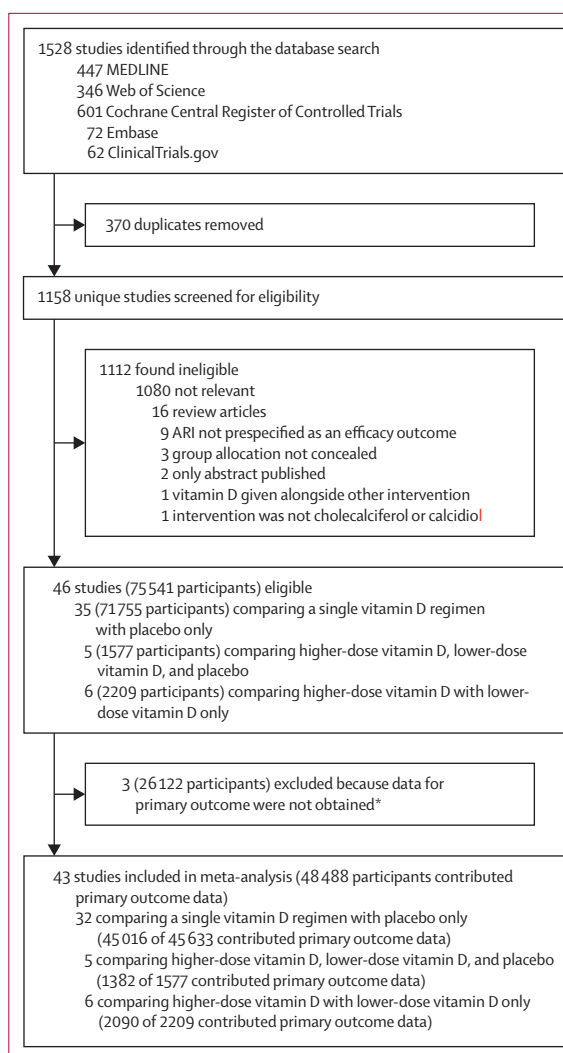 1528 studies identified through the database search
447 MEDLINE
346 Web of Science
601 Cochrane Central Register of Controlled Trials
72 Embase
62 ClinicalTrials.gov
370 duplicates removed
1158 unique studies screened for eligibility
1112 found ineligible
1080 not relevant
16 review articles
9 ARI not prespecified as an efficacy outcome
3 group allocation not concealed
2 only abstract published
1 vitamin D given alongside other intervention
1 intervention was not cholecalciferol or calcidiol
46 studies (75 541 participants) eligible
35 (71 755 participants) comparing a single vitamin D regimen
with placebo only
5 (1577 participants) comparing higher-dose vitamin D, lower-dose
vitamin D, and placebo
6 (2209 participants) comparing higher-dose vitamin D with lower-
dose vitamin D only
3 (26 122 participants) excluded because data for
primary outcome were not obtained*
43 studies included in meta-analysis (48 488 participants contributed
primary outcome data)
32 comparing a single vitamin D regimen with placebo only
(45 016 of 45 633 contributed primary outcome data)
5 comparing higher-dose vitamin D, lower-dose vitamin D, and placebo
(1382 of 1577 contributed primary outcome data)
6 comparing higher-dose vitamin D with lower-dose vitamin D only
(2090 of 2209 contributed primary outcome data)